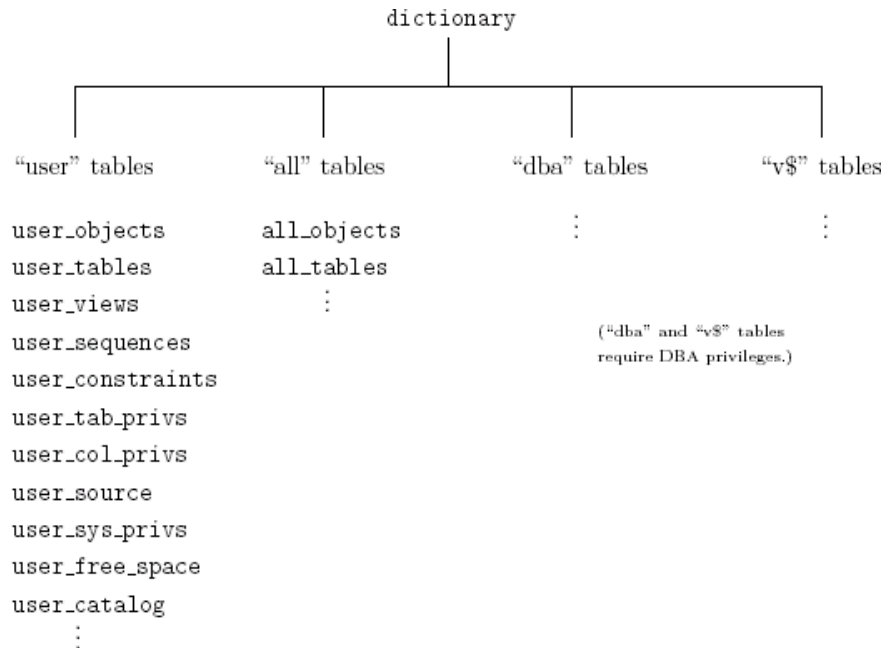 dictionary
“user” tables “all” tables “dba” tables “v$” tables
user_objects all_objects ⋮ ⋮
user_tables all_tables
user_views ⋮
(“dba” and “v$” tables
user_sequences
require DBA privileges.)
user_constraints
user_tab_privs
user_col_privs
user_source
user_sys_privs
user_free_space
user_catalog
⋮